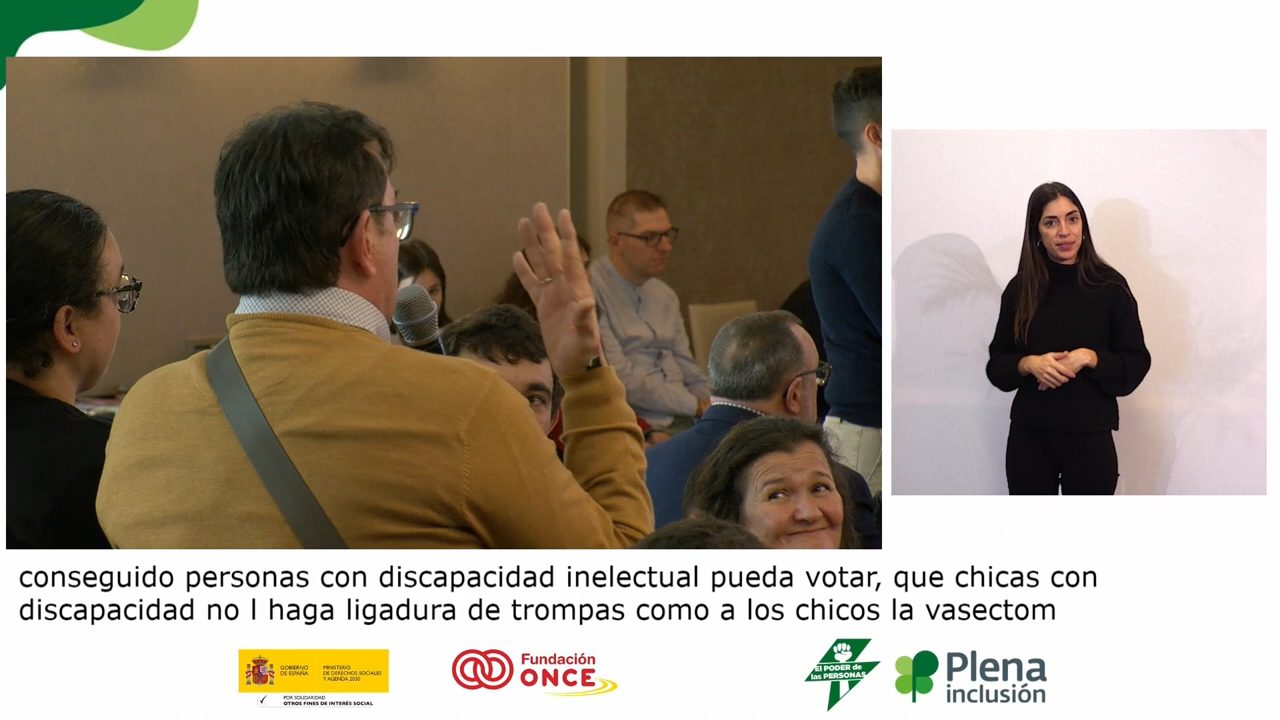 conseguido personas con discapacidad inelectual pueda votar, que chicas con
discapacidad no l haga ligadura de trompas como a los chicos la vasectom
GOBIERNO
DE ESPAÑA
MINISTERIO
DE DERECHOS SOCIALES
Y AGENDA 2030
POR SOLIDARIDAD
OTROS FINES DE INTERÉS SOCIAL
Fundación
ONCE
El PODER de
las PERSONAS
Plena
inclusión